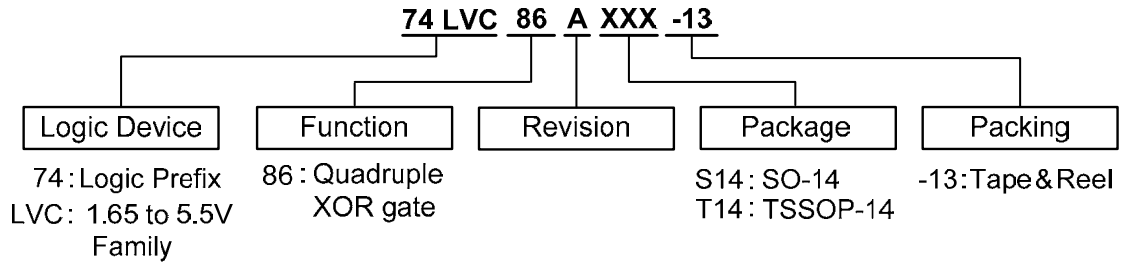 74 LVC 86 A XXX -13
Logic Device
Function
Revision
Package
Packing
74 : Logic Prefix
LVC : 1.65 to 5.5V
Family
86 : Quadruple
XOR gate
S14 : SO-14
T14 : TSSOP-14
-13 : Tape & Reel